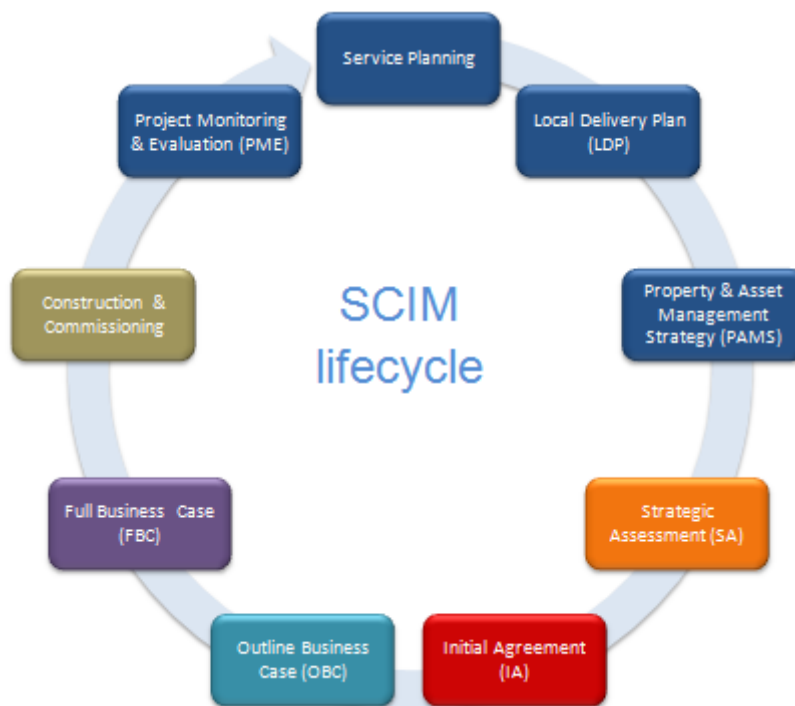 Service Planning
Local Delivery Plan
(LDP)
Property & Asset
Management
Strategy (PAMS)
Strategic
Assessment (SA)
Initial Agreement
(IA)
Outline Business
Case (OBC)
Full Business Case
(FBC)
Construction &
Commissioning
Project Monitoring
& Evaluation (PME)
SCIM
lifecycle